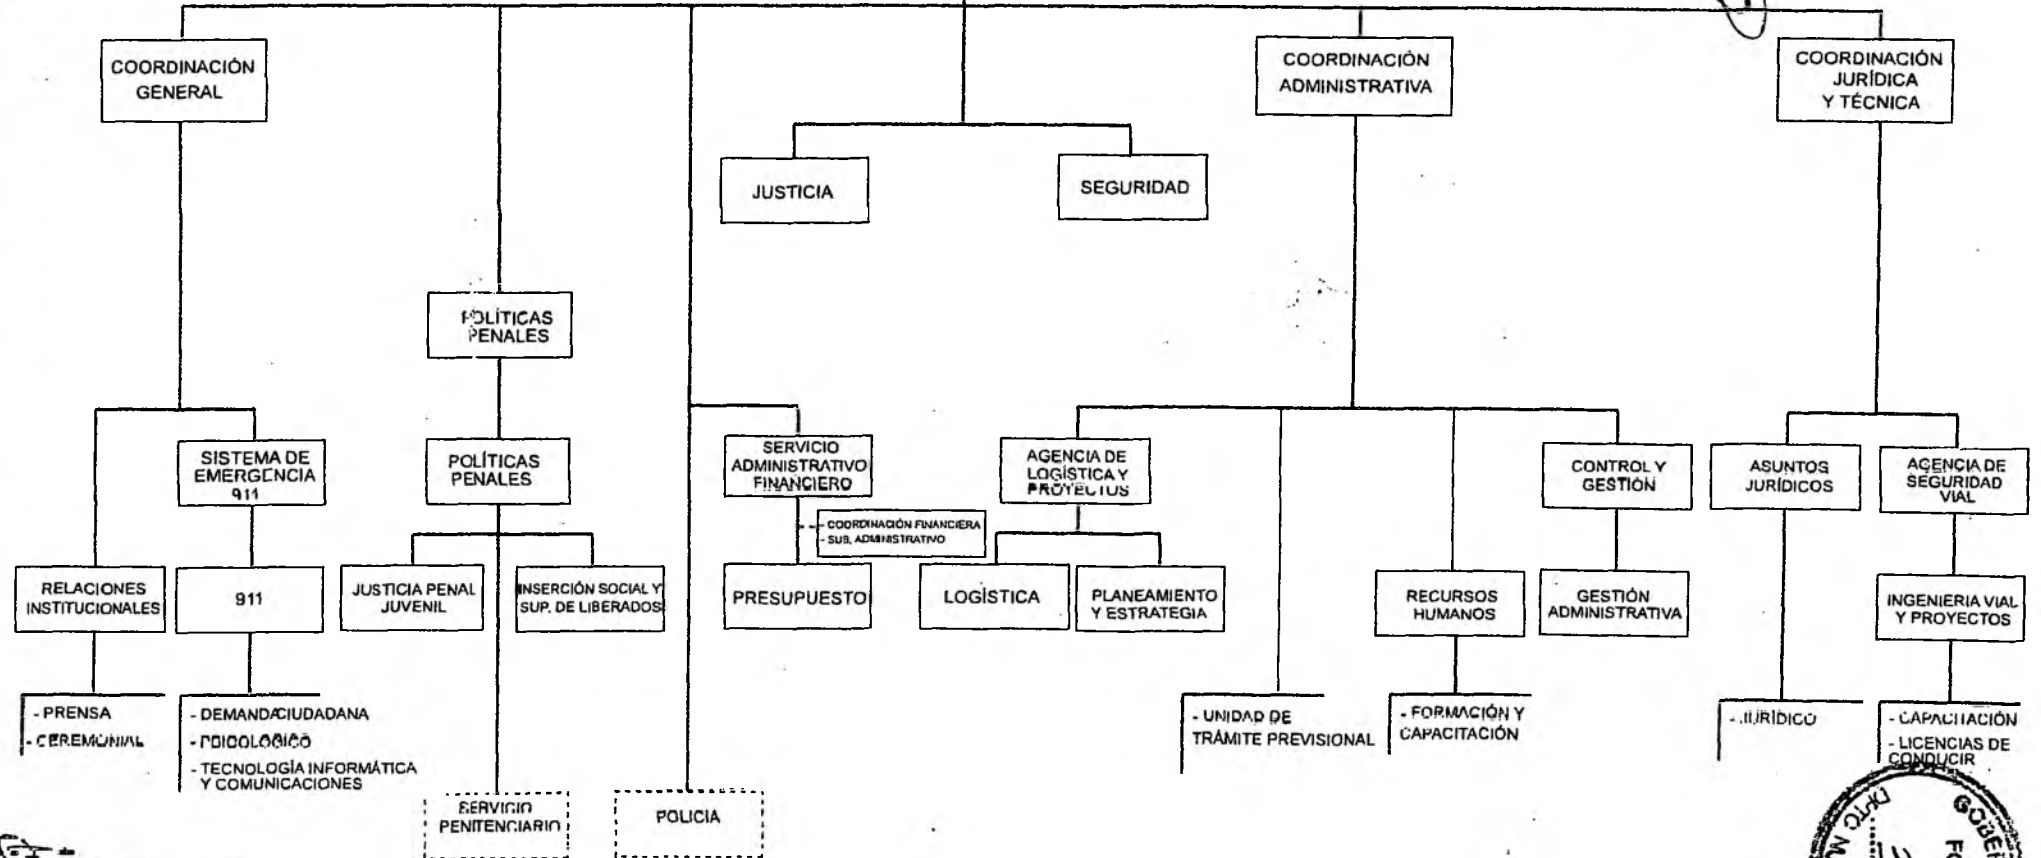 COORDINACIÓN
GENERAL
COORDINACIÓN
ADMINISTRATIVA
COORDINACIÓN
JURÍDICA
Y TÉCNICA
JUSTICIA
SEGURIDAD
POLÍTICAS
PENALES
SISTEMA DE
EMERGENCIA
911
POLÍTICAS
PENALES
SERVICIO
ADMINISTRATIVO
FINANCIERO
AGENCIA DE
LOGÍSTICA Y
PROYECTOS
CONTROL Y
GESTIÓN
ASUNTOS
JURÍDICOS
AGENCIA DE
SEGURIDAD
VIAL
- COORDINACIÓN FINANCIERA
- SUB. ADMINISTRATIVO
RELACIONES
INSTITUCIONALES
911
JUSTICIA PENAL
JUVENIL
INSERCIÓN SOCIAL Y
SUP. DE LIBERADOS
PRESUPUESTO
LOGÍSTICA
PLANEAMIENTO
Y ESTRATEGIA
RECURSOS
HUMANOS
GESTIÓN
ADMINISTRATIVA
INGENIERIA VIAL
Y PROYECTOS
- PRENSA
- CEREMONIAL
- DEMANDA CIUDADANA
- PSICOLOGICO
- TECNOLOGÍA INFORMÁTICA
Y COMUNICACIONES
- UNIDAD DE
TRÁMITE PREVISIONAL
- FORMACIÓN Y
CAPACITACIÓN
- JURÍDICO
- CAPACITACIÓN
- LICENCIAS DE
CONDUCIR
SERVICIO
PENITENCIARIO
POLICIA